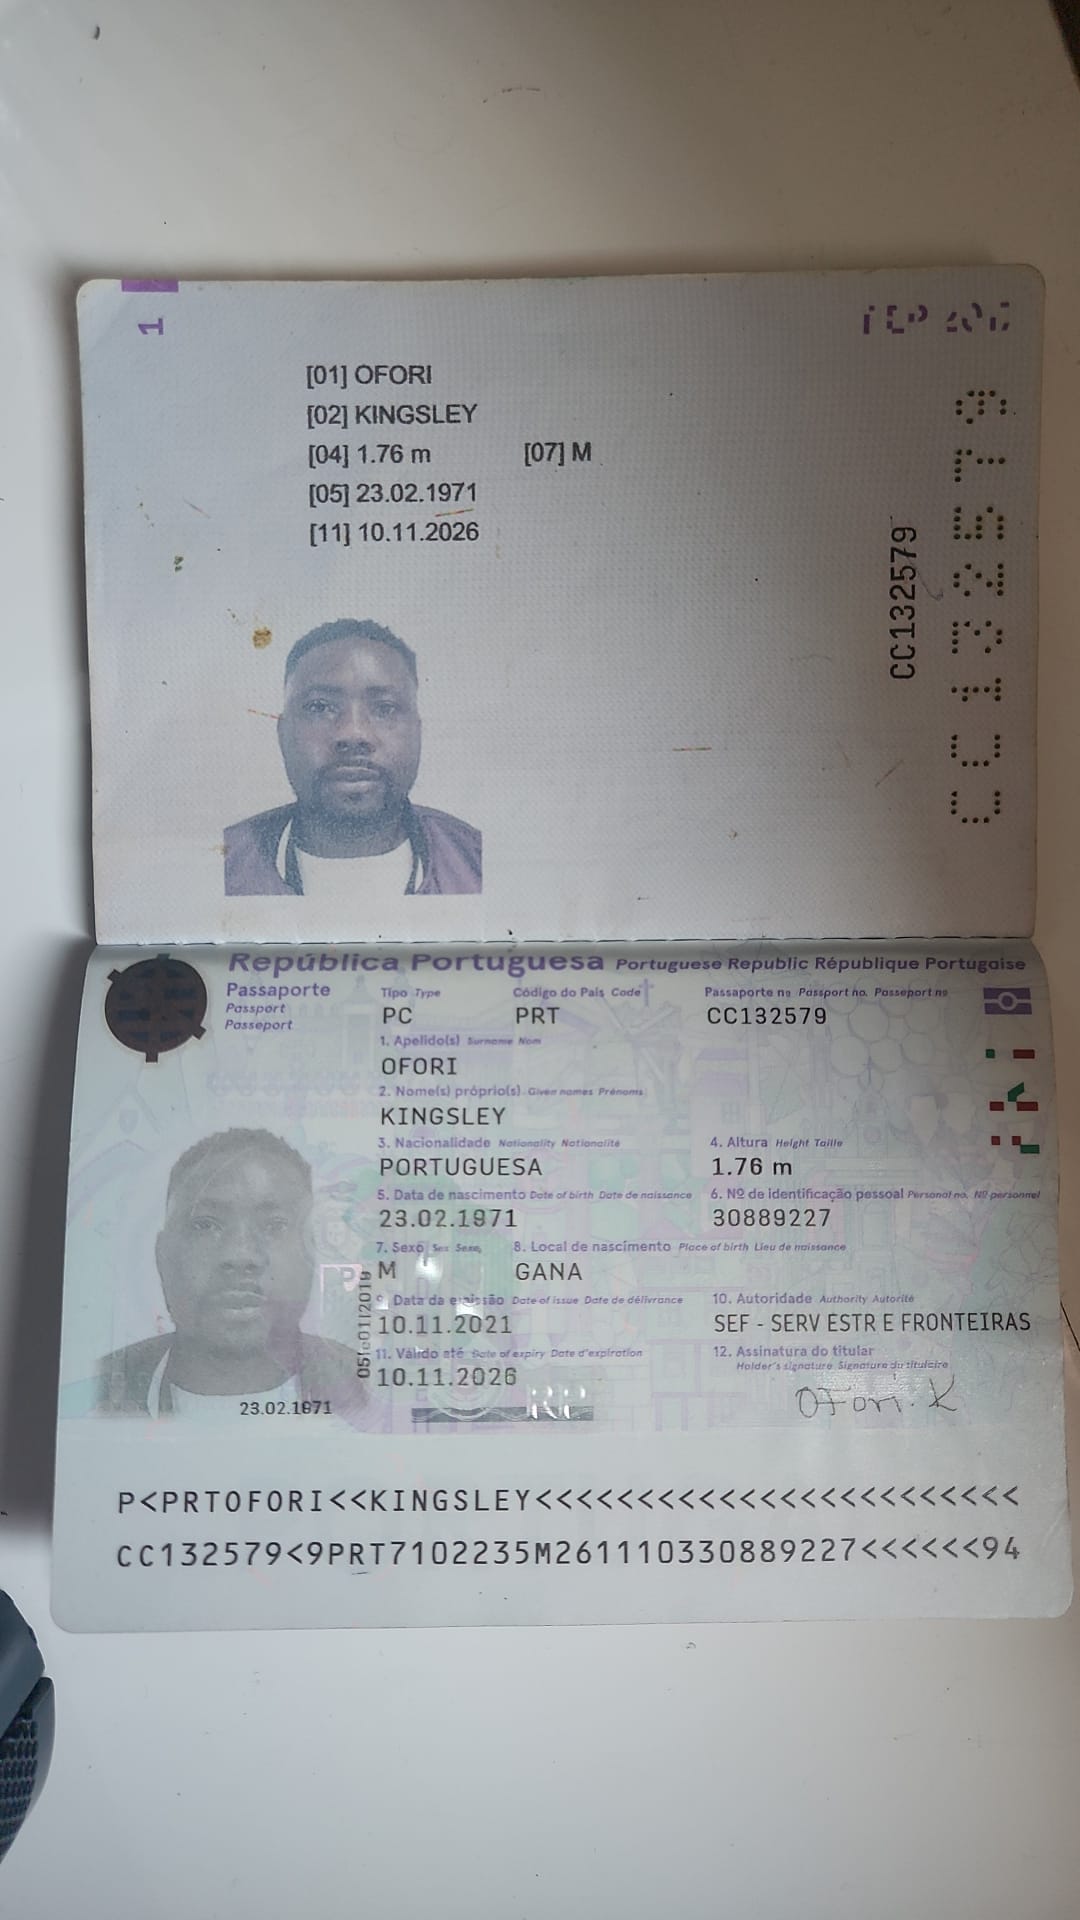 1
[01] OFORI
[02] KINGSLEY
[04] 1.76 m [07] M
[05] 23.02.1971
[11] 10.11.2026
CC132579
CC132579
República Portuguesa Portuguese Republic République Portugaise
Passaporte
Passport
Passeport
Tipo Type
PC
Código do País Code
PRT
Passaporte nº Passport no. Passeport nº
CC132579
1. Apelido(s) Surname Nom
OFORI
2. Nome(s) próprio(s) Given names Prénoms
KINGSLEY
3. Nacionalidade Nationality Nationalité
PORTUGUESA
4. Altura Height Taille
1.76 m
5. Data de nascimento Date of birth Date de naissance
23.02.1971
6. Nº de identificação pessoal Personal no. Nº personnel
30889227
7. Sexo Sex Sexe
M
8. Local de nascimento Place of birth Lieu de naissance
GANA
9. Data da emissão Date of issue Date de délivrance
10.11.2021
10. Autoridade Authority Autorité
SEF - SERV ESTR E FRONTEIRAS
11. Válido até Date of expiry Date d'expiration
10.11.2026
12. Assinatura do titular
Holder's signature Signature du titulaire
Ofori. K
23.02.1871
P<PRTOFORI<<KINGSLEY<<<<<<<<<<<<<<<<<<<<<<<<
CC132579<9PRT7102235M261110330889227<<<<<<94